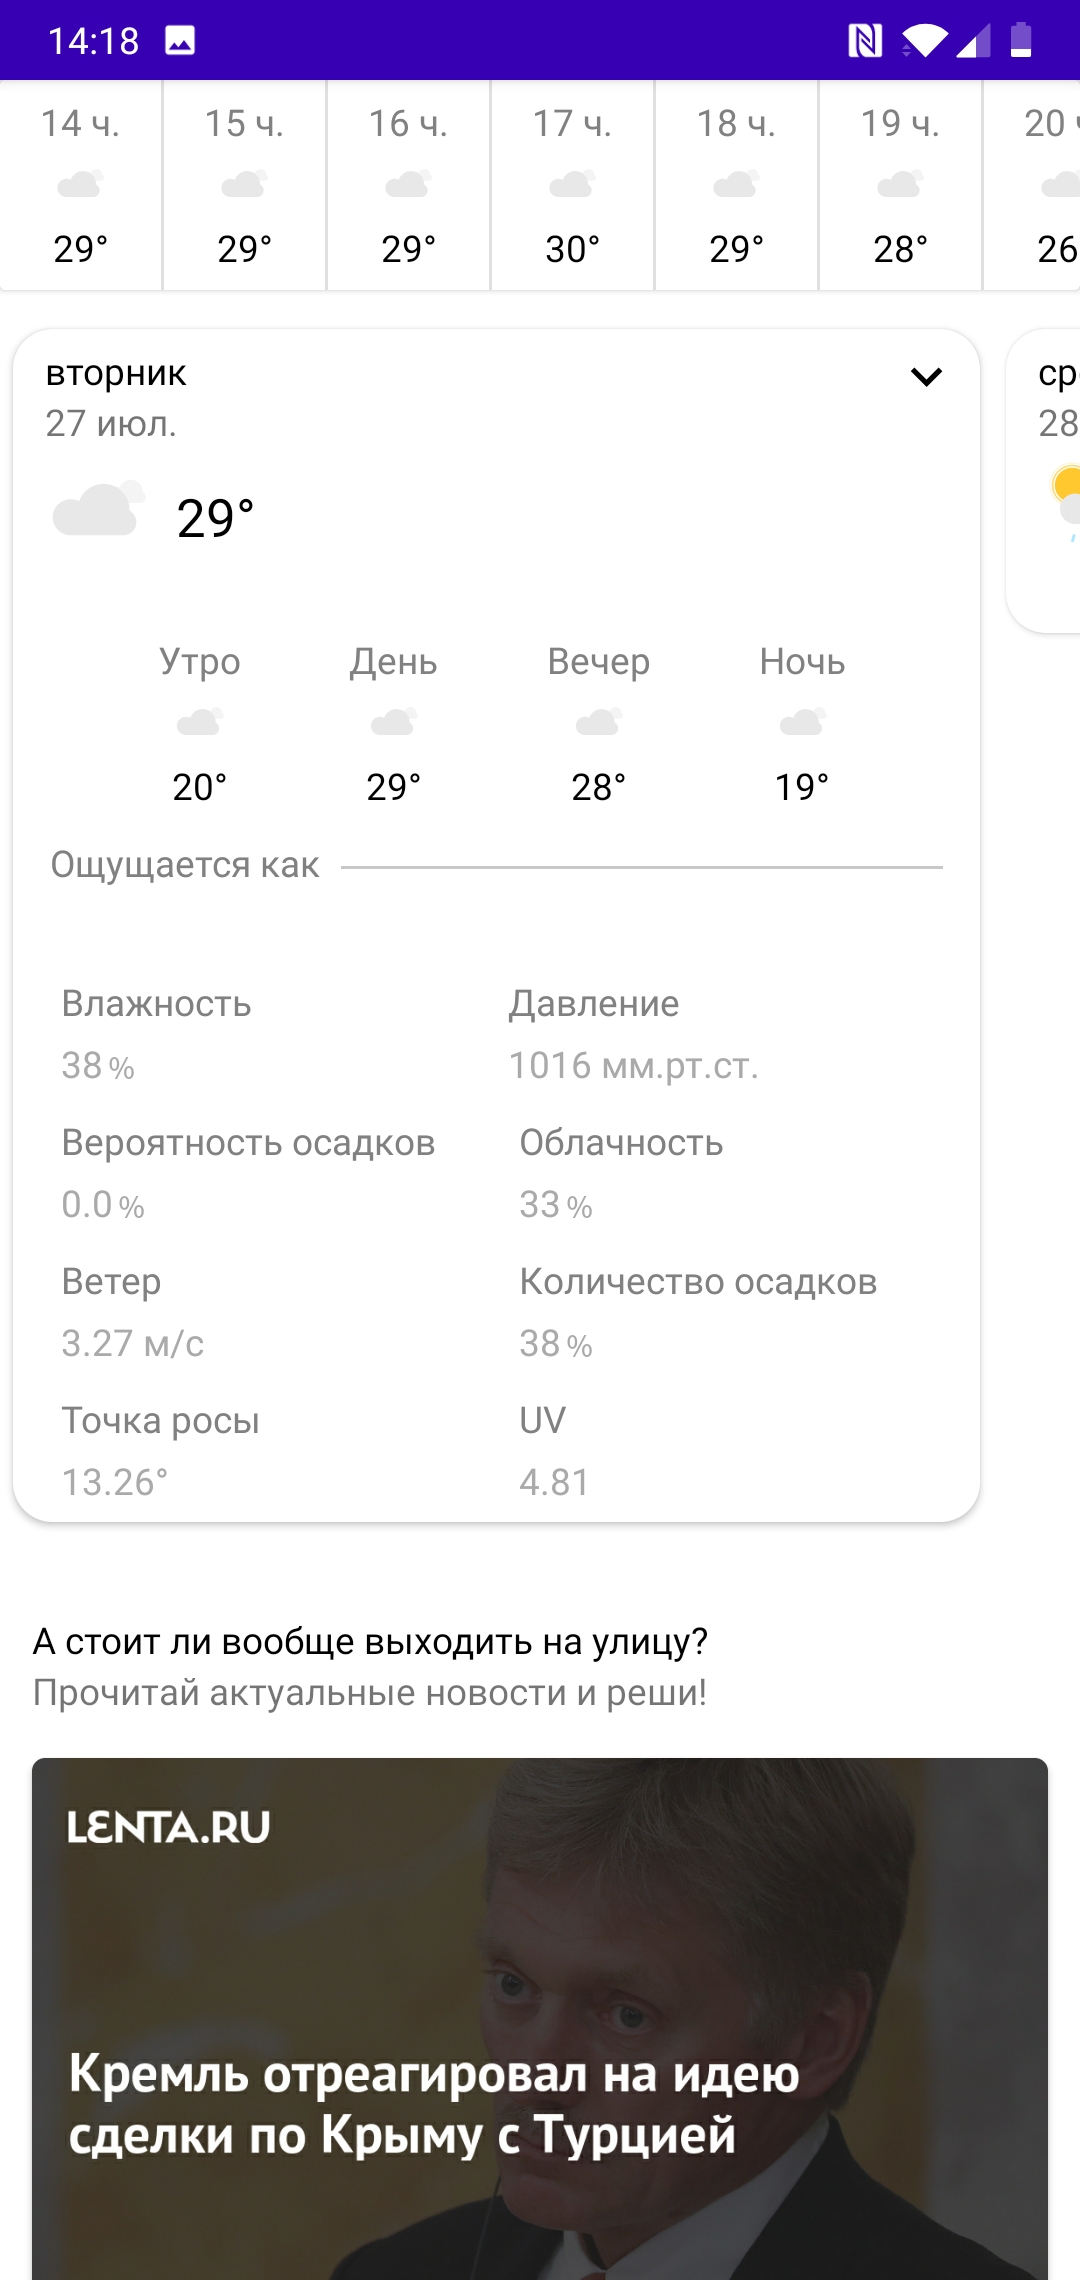 14:18
14 ч. 15 ч. 16 ч. 17 ч. 18 ч. 19 ч. 20
29° 29° 29° 30° 29° 28° 26
вторник
27 июл.
29°
ср
28
Утро День Вечер Ночь
20° 29° 28° 19°
Ощущается как
Влажность Давление
38 % 1016 мм.рт.ст.
Вероятность осадков Облачность
0.0 % 33 %
Ветер Количество осадков
3.27 м/с 38 %
Точка росы UV
13.26° 4.81
А стоит ли вообще выходить на улицу?
Прочитай актуальные новости и реши!
LENTA.RU
Кремль отреагировал на идею
сделки по Крыму с Турцией